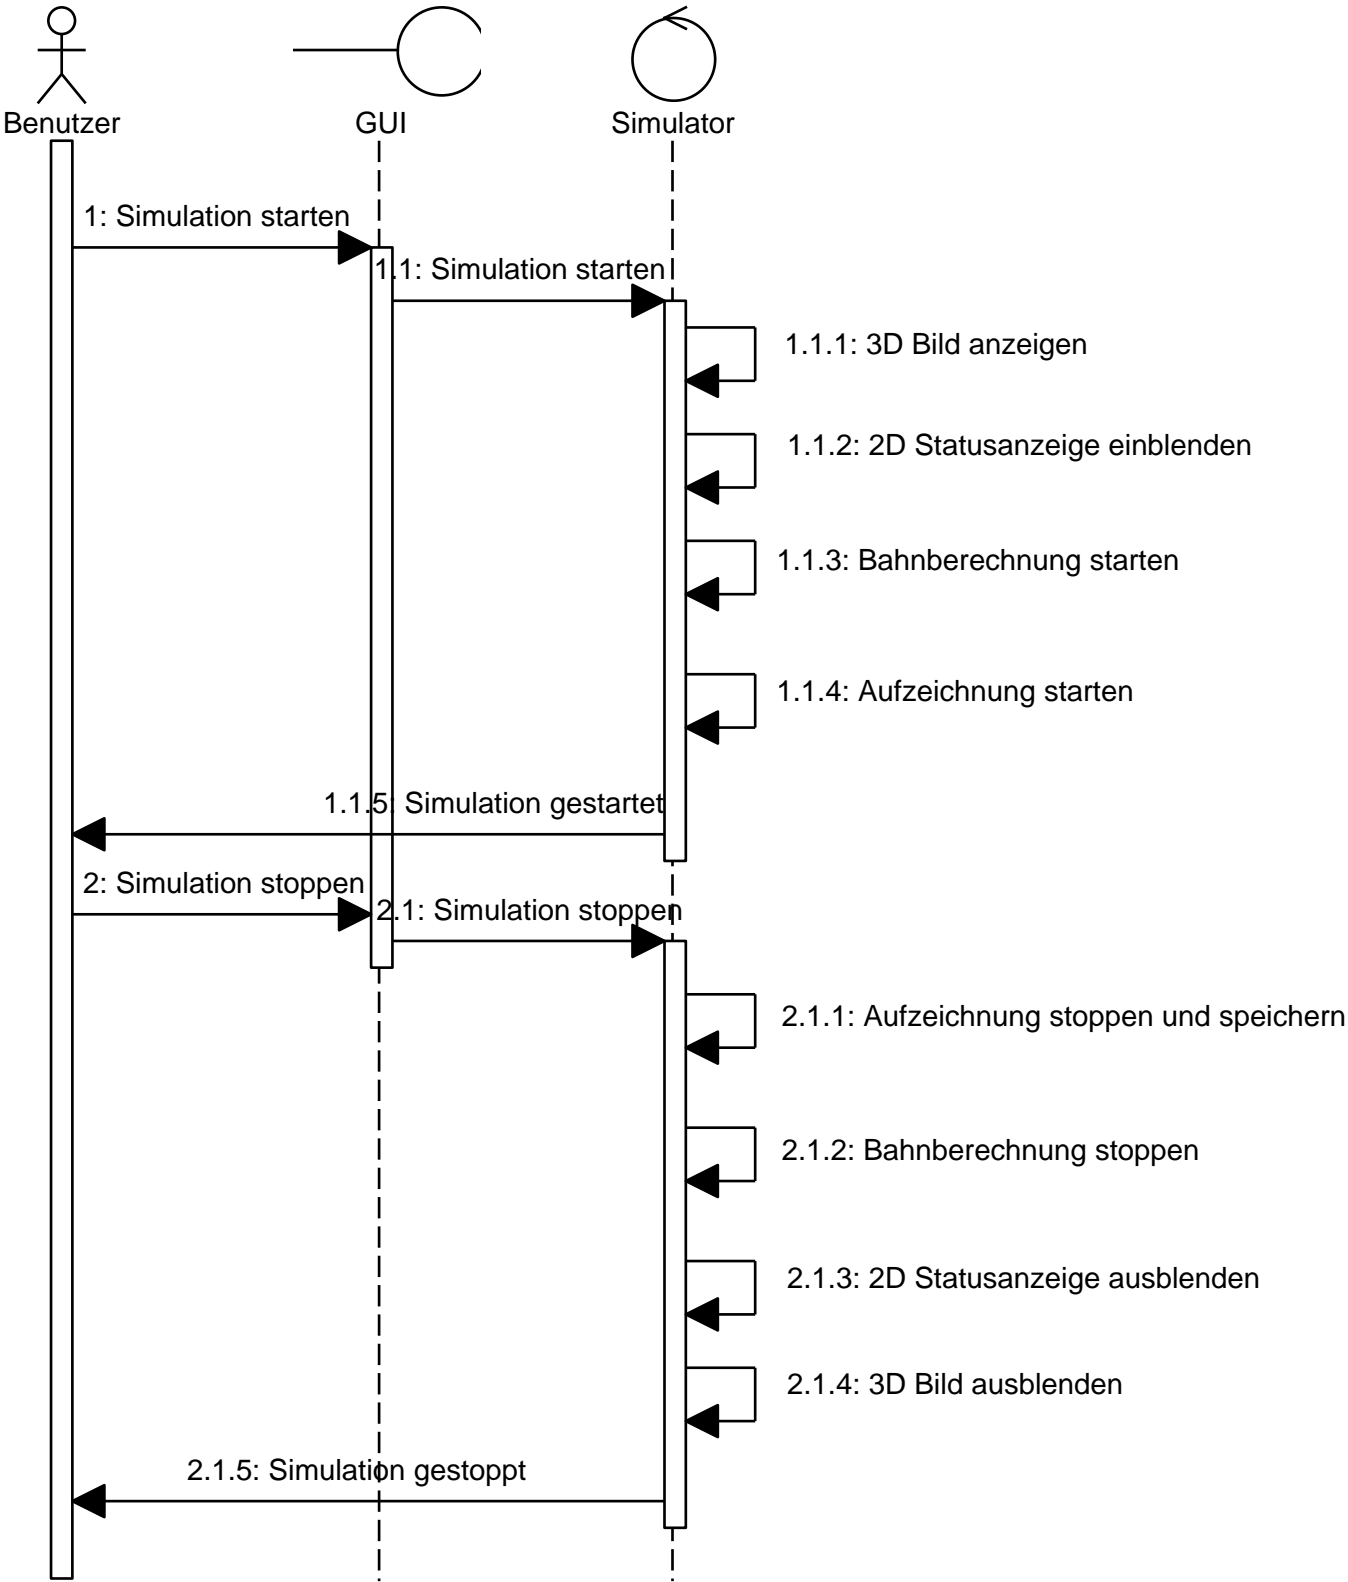 Benutzer
GUI
Simulator
1: Simulation starten
1.1: Simulation starten
1.1.1: 3D Bild anzeigen
1.1.2: 2D Statusanzeige einblenden
1.1.3: Bahnberechnung starten
1.1.4: Aufzeichnung starten
1.1.5: Simulation gestartet
2: Simulation stoppen
2.1: Simulation stoppen
2.1.1: Aufzeichnung stoppen und speichern
2.1.2: Bahnberechnung stoppen
2.1.3: 2D Statusanzeige ausblenden
2.1.4: 3D Bild ausblenden
2.1.5: Simulation gestoppt